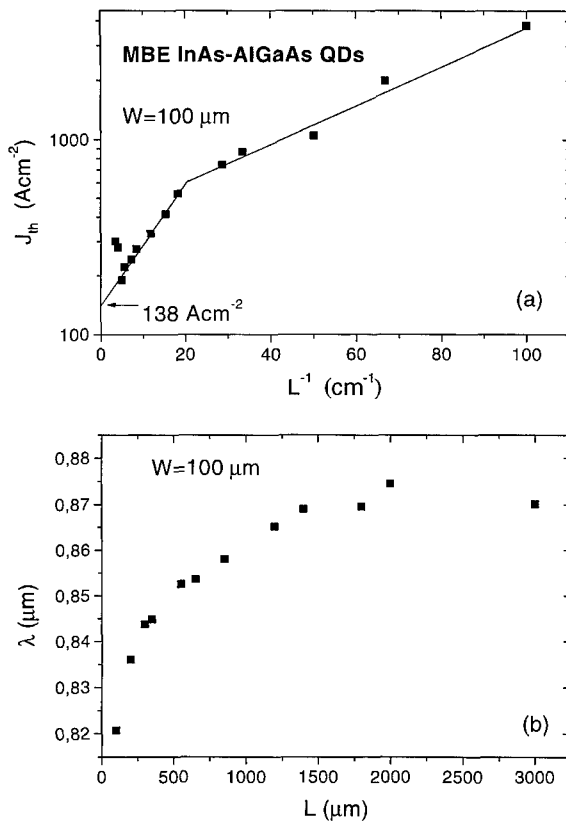 MBE InAs-AlGaAs QDs
W=100 μm
1000
J_th (Acm⁻²)
138 Acm⁻²
(a)
100
0 20 40 60 80 100
L⁻¹ (cm⁻¹)
0,88
W=100 μm
0,87
0,86
0,85
λ (μm)
0,84
0,83
0,82
(b)
0 500 1000 1500 2000 2500 3000
L (μm)